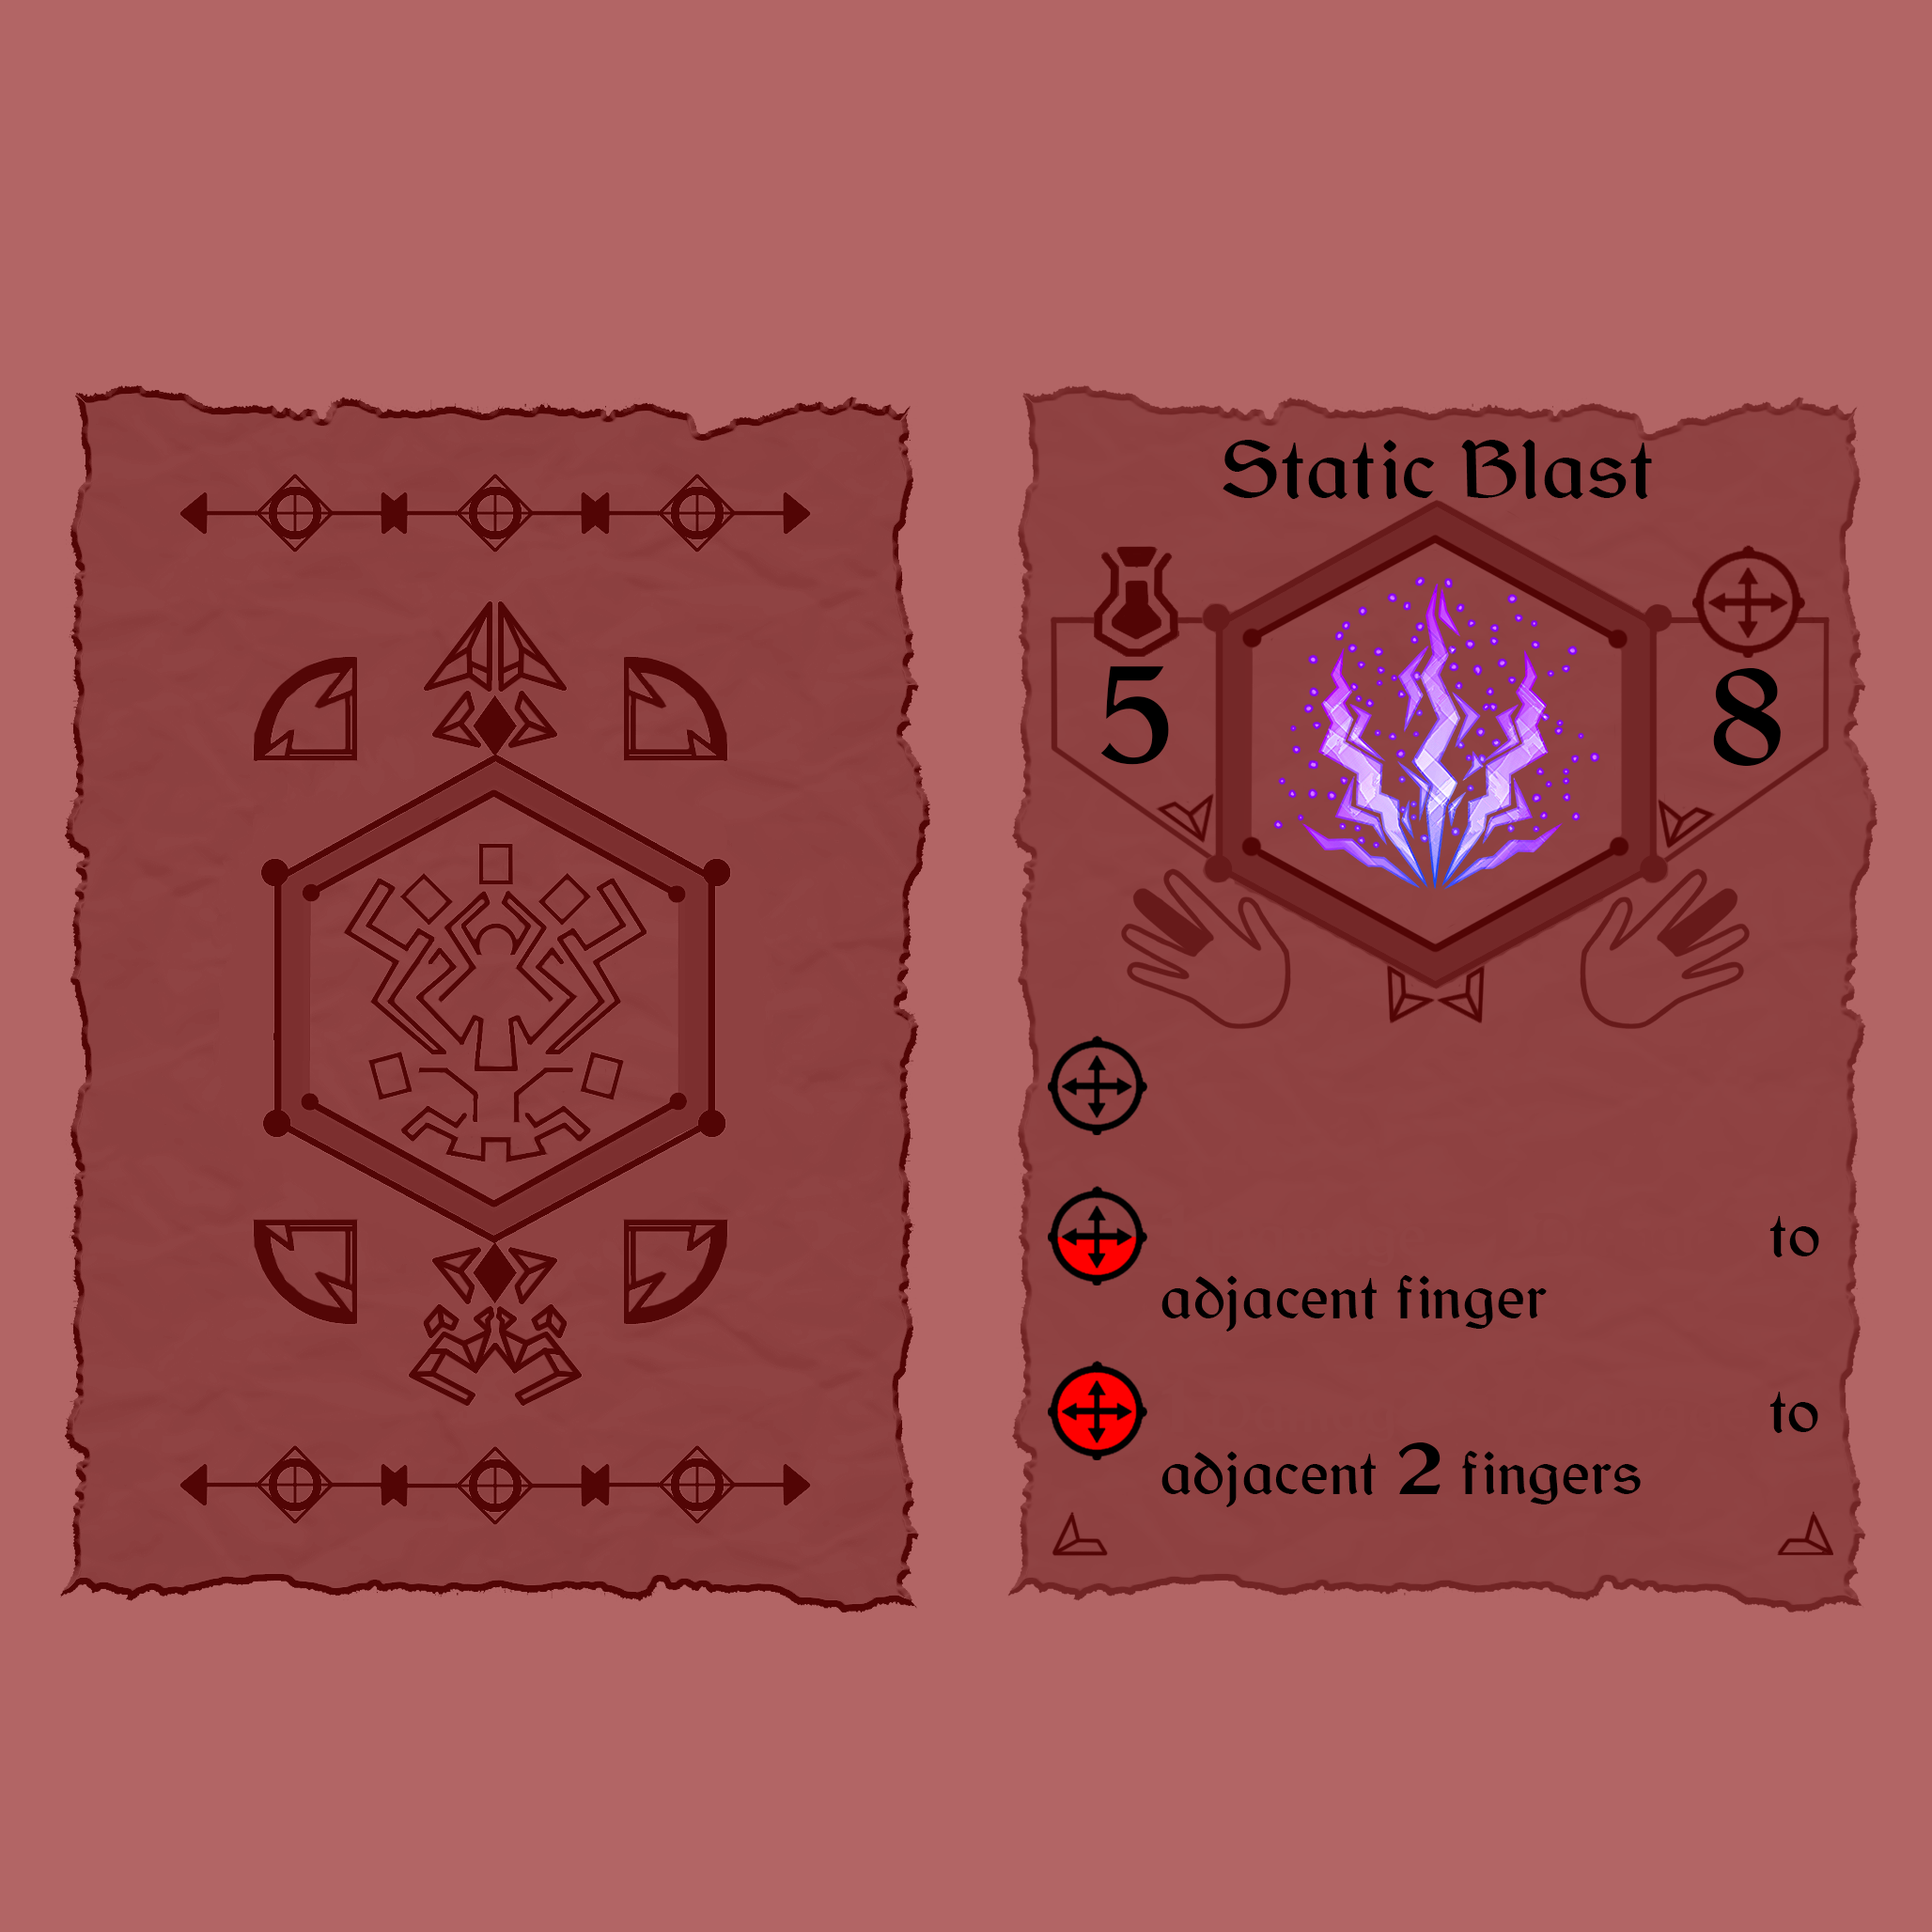 Static Blast
5 8
to
adjacent finger
to
adjacent 2 fingers